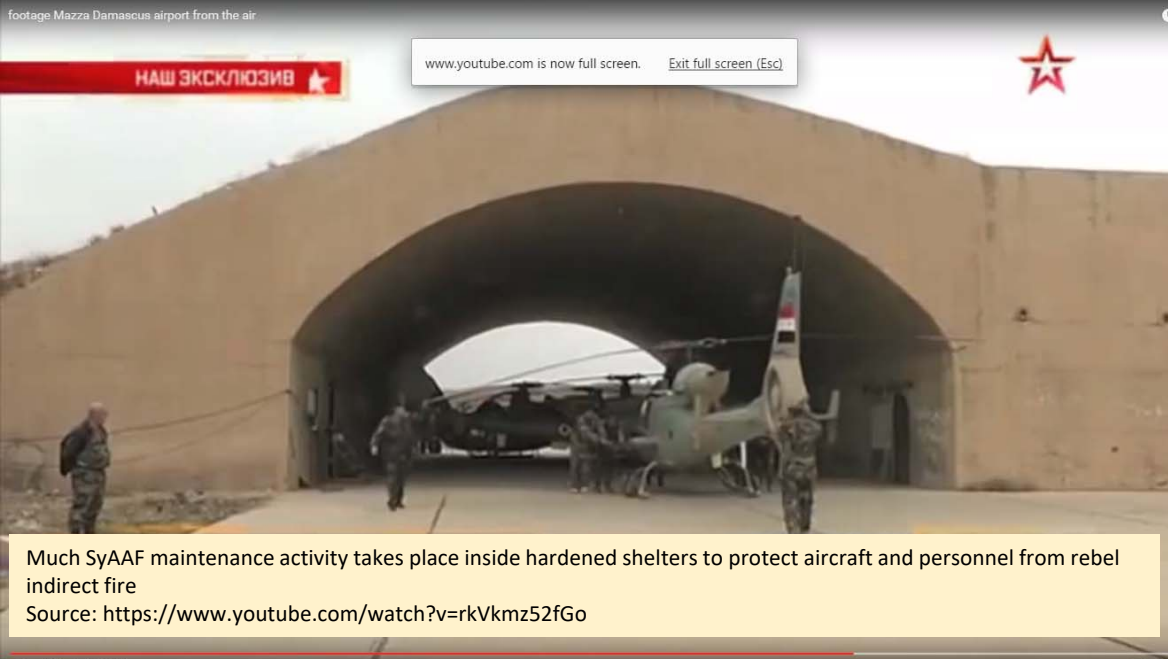 footage Mazza Damascus airport from the air
www.youtube.com is now full screen. Exit full screen (Esc)
НАШ ЭКСКЛЮЗИВ
Much SyAAF maintenance activity takes place inside hardened shelters to protect aircraft and personnel from rebel
indirect fire
Source: https://www.youtube.com/watch?v=rkVkmz52fGo